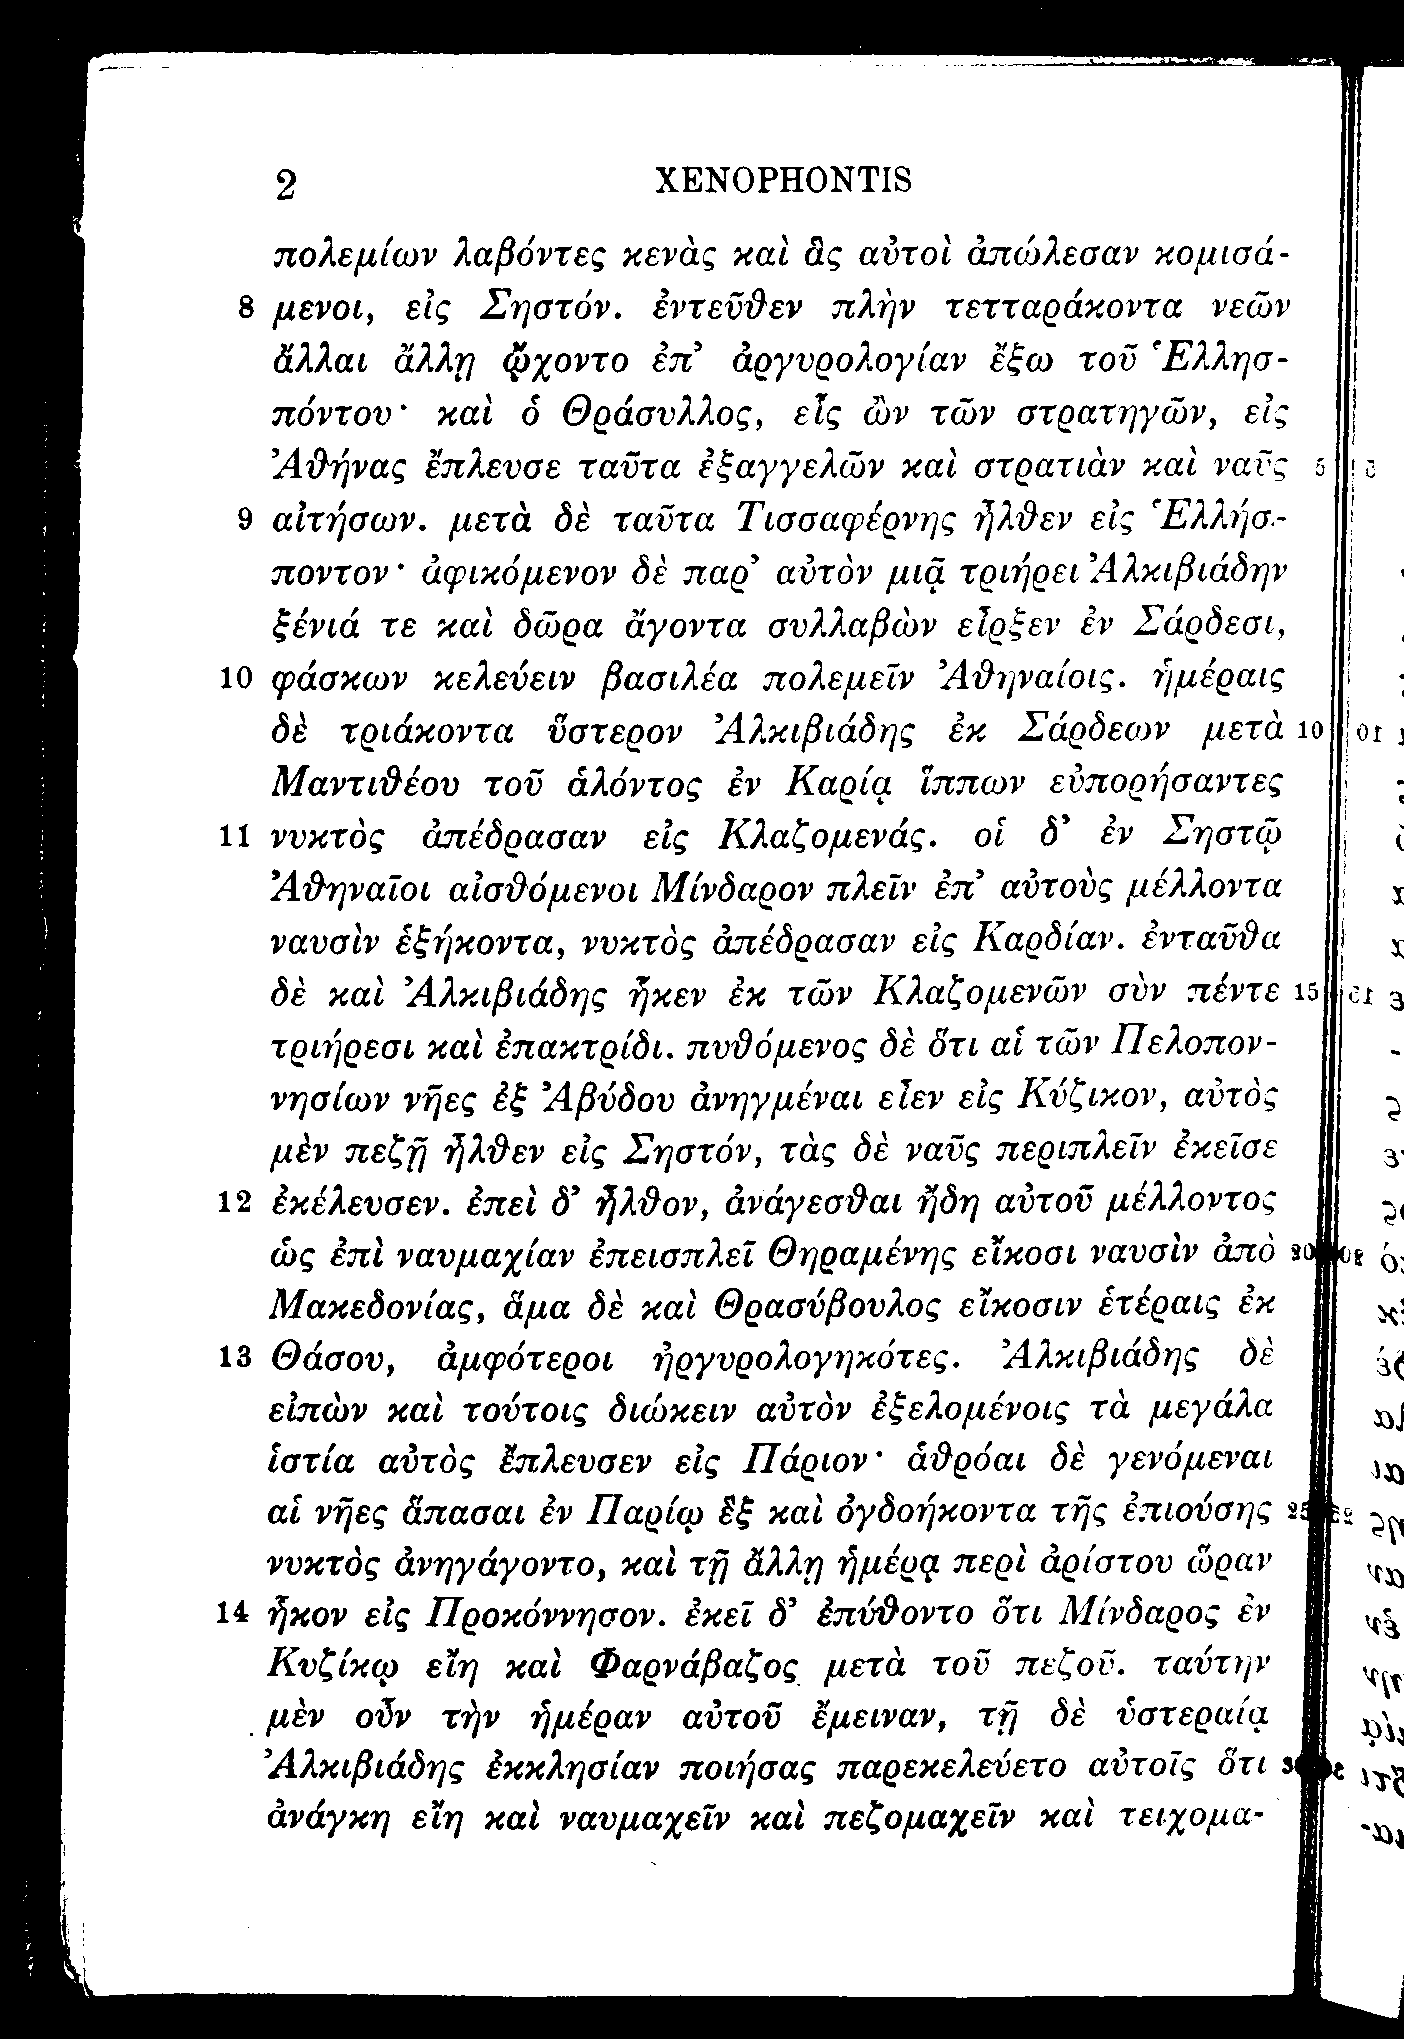 2 XENOPHONTIS
πολεμίων λαβόντες κενὰς καὶ ἃς αὐτοὶ ἀπώλεσαν κομισά-
8 μενοι, εἰς Σηστόν. ἐντεῦθεν πλὴν τετταράκοντα νεῶν
ἄλλαι ἄλλῃ ᾤχοντο ἐπ’ ἀργυρολογίαν ἔξω τοῦ Ἑλλησ-
πόντου· καὶ ὁ Θράσυλλος, εἷς ὢν τῶν στρατηγῶν, εἰς
Ἀθήνας ἔπλευσε ταῦτα ἐξαγγελῶν καὶ στρατιὰν καὶ ναῦς 5
9 αἰτήσων. μετὰ δὲ ταῦτα Τισσαφέρνης ἦλθεν εἰς Ἑλλήσ-
ποντον· ἀφικόμενον δὲ παρ’ αὐτὸν μιᾷ τριήρει Ἀλκιβιάδην
ξένιά τε καὶ δῶρα ἄγοντα συλλαβὼν εἷρξεν ἐν Σάρδεσι,
10 φάσκων κελεύειν βασιλέα πολεμεῖν Ἀθηναίοις. ἡμέραις
δὲ τριάκοντα ὕστερον Ἀλκιβιάδης ἐκ Σάρδεων μετὰ 10
Μαντιθέου τοῦ ἁλόντος ἐν Καρίᾳ ἵππων εὐπορήσαντες
11 νυκτὸς ἀπέδρασαν εἰς Κλαζομενάς. οἱ δ’ ἐν Σηστῷ
Ἀθηναῖοι αἰσθόμενοι Μίνδαρον πλεῖν ἐπ’ αὐτοὺς μέλλοντα
ναυσὶν ἑξήκοντα, νυκτὸς ἀπέδρασαν εἰς Καρδίαν. ἐνταῦθα
δὲ καὶ Ἀλκιβιάδης ἧκεν ἐκ τῶν Κλαζομενῶν σὺν πέντε 15
τριήρεσι καὶ ἐπακτρίδι. πυθόμενος δὲ ὅτι αἱ τῶν Πελοπον-
νησίων νῆες ἐξ Ἀβύδου ἀνηγμέναι εἶεν εἰς Κύζικον, αὐτὸς
μὲν πεζῇ ἦλθεν εἰς Σηστόν, τὰς δὲ ναῦς περιπλεῖν ἐκεῖσε
12 ἐκέλευσεν. ἐπεὶ δ’ ἦλθον, ἀνάγεσθαι ἤδη αὐτοῦ μέλλοντος
ὡς ἐπὶ ναυμαχίαν ἐπεισπλεῖ Θηραμένης εἴκοσι ναυσὶν ἀπὸ 20
Μακεδονίας, ἅμα δὲ καὶ Θρασύβουλος εἴκοσιν ἑτέραις ἐκ
13 Θάσου, ἀμφότεροι ἠργυρολογηκότες. Ἀλκιβιάδης δὲ
εἰπὼν καὶ τούτοις διώκειν αὐτὸν ἐξελομένοις τὰ μεγάλα
ἱστία αὐτὸς ἔπλευσεν εἰς Πάριον· ἁθρόαι δὲ γενόμεναι
αἱ νῆες ἅπασαι ἐν Παρίῳ ἓξ καὶ ὀγδοήκοντα τῆς ἐπιούσης 25
νυκτὸς ἀνηγάγοντο, καὶ τῇ ἄλλῃ ἡμέρᾳ περὶ ἀρίστου ὥραν
14 ἧκον εἰς Προκόννησον. ἐκεῖ δ’ ἐπύθοντο ὅτι Μίνδαρος ἐν
Κυζίκῳ εἴη καὶ Φαρνάβαζος μετὰ τοῦ πεζοῦ. ταύτην
μὲν οὖν τὴν ἡμέραν αὐτοῦ ἔμειναν, τῇ δὲ ὑστεραίᾳ
Ἀλκιβιάδης ἐκκλησίαν ποιήσας παρεκελεύετο αὐτοῖς ὅτι
ἀνάγκη εἴη καὶ ναυμαχεῖν καὶ πεζομαχεῖν καὶ τειχομα-